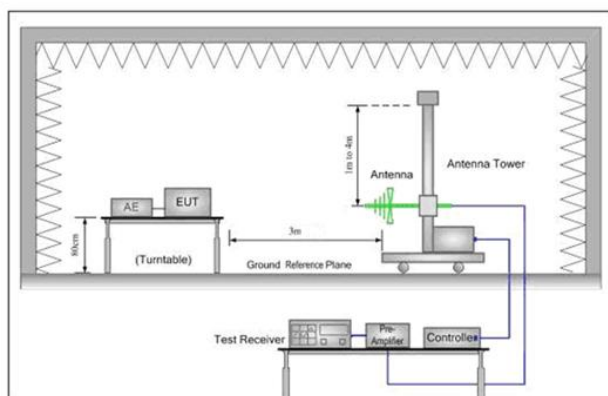 1m to 4m
Antenna
Antenna Tower
AE
EUT
80cm
(Turntable)
3m
Ground Reference Plane
Test Receiver
Pre-
Amplifier
Controller